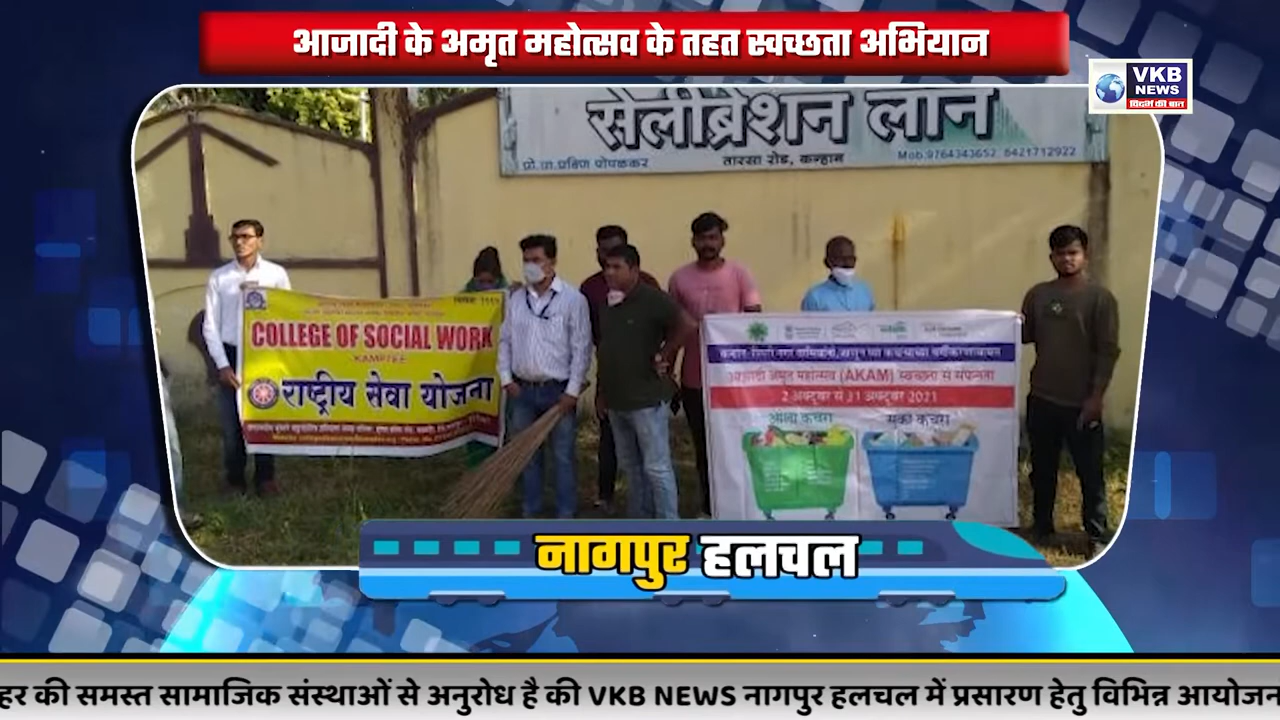 आजादी के अमृत महोत्सव के तहत स्वच्छता अभियान
VKB
NEWS
विदर्भ की बात
सेलीब्रेशन लॉन
तारसा रोड, कन्हान
Mob.9764343652, 8421712922
COLLEGE OF SOCIAL WORK
KAMPTEE
राष्ट्रीय सेवा योजना
आज़ादी अमृत महोत्सव (AKAM) स्वच्छता से संपन्नता
2 अक्टूबर से 31 अक्टूबर 2021
ओला कचरा
सुका कचरा
नागपुर हलचल
हर की समस्त सामाजिक संस्थाओं से अनुरोध है की VKB NEWS नागपुर हलचल में प्रसारण हेतु विभिन्न आयोजन